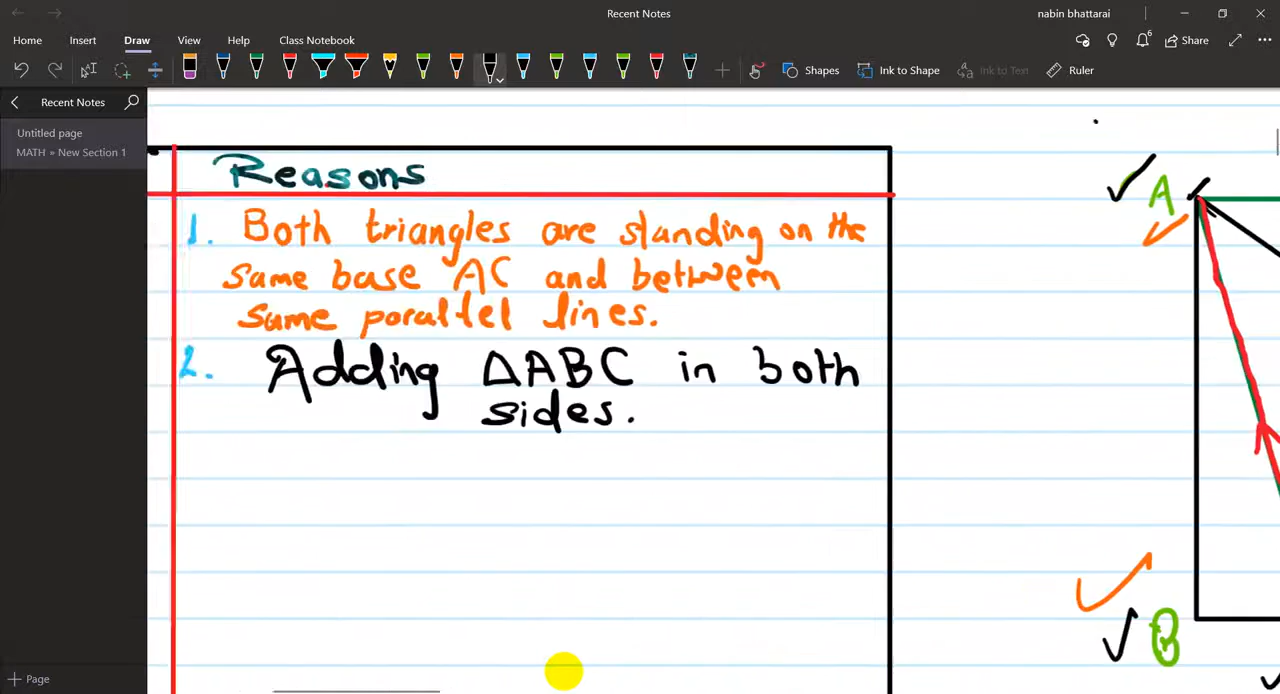 Recent Notes
nabin bhattarai
Home Insert Draw View Help Class Notebook
6 Share
Shapes Ink to Shape Ink to Text Ruler
Recent Notes
Untitled page
MATH » New Section 1
Reasons
1. Both triangles are standing on the
same base AC and between
same parallel lines.
2. Adding ΔABC in both
sides.
A
B
Page